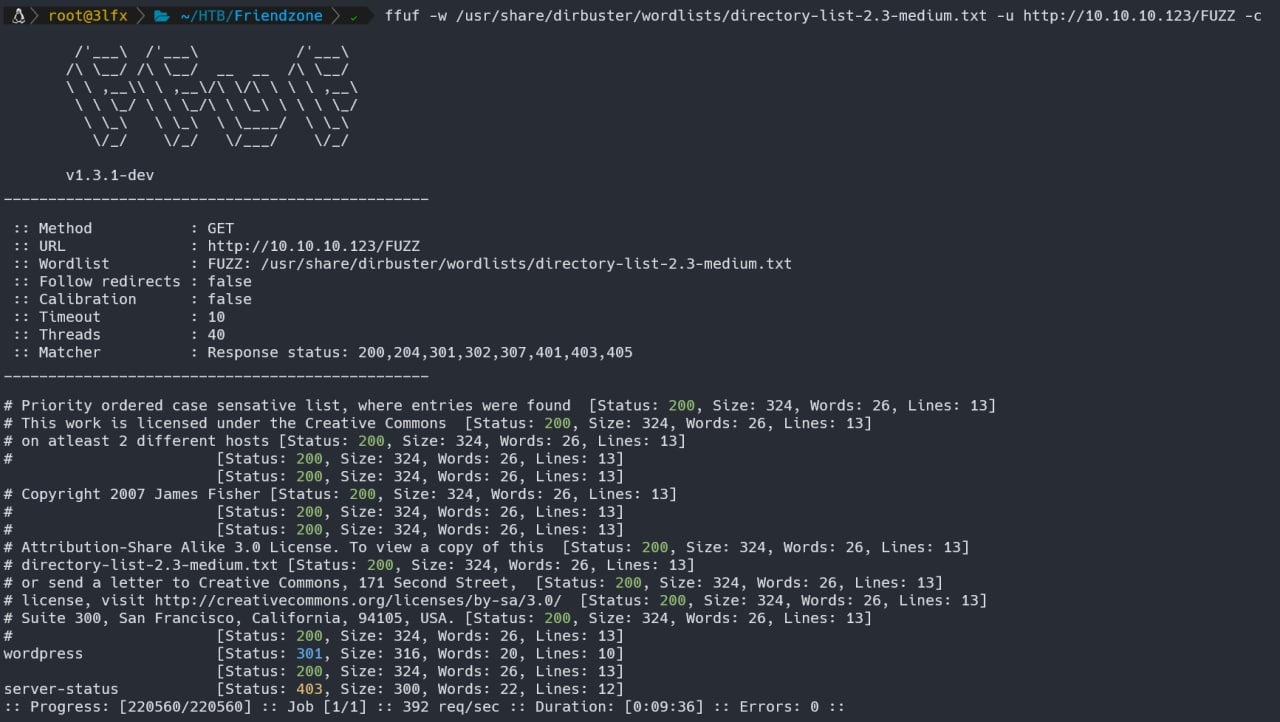 root@3lfx ~/HTB/Friendzone ✓ ffuf -w /usr/share/dirbuster/wordlists/directory-list-2.3-medium.txt -u http://10.10.10.123/FUZZ -c
        /'___\  /'___\           /'___\
       /\ \__/ /\ \__/  __  __  /\ \__/
       \ \ ,__\\ \ ,__\/\ \/\ \ \ \ ,__\
        \ \ \_/ \ \ \_/\ \ \_\ \ \ \ \_/
         \ \_\   \ \_\  \ \____/  \ \_\
          \/_/    \/_/   \/___/    \/_/
v1.3.1-dev
________________________________________________
:: Method : GET
:: URL : http://10.10.10.123/FUZZ
:: Wordlist : FUZZ: /usr/share/dirbuster/wordlists/directory-list-2.3-medium.txt
:: Follow redirects : false
:: Calibration : false
:: Timeout : 10
:: Threads : 40
:: Matcher : Response status: 200,204,301,302,307,401,403,405
________________________________________________
# Priority ordered case sensative list, where entries were found [Status: 200, Size: 324, Words: 26, Lines: 13]
# This work is licensed under the Creative Commons [Status: 200, Size: 324, Words: 26, Lines: 13]
# on atleast 2 different hosts [Status: 200, Size: 324, Words: 26, Lines: 13]
# [Status: 200, Size: 324, Words: 26, Lines: 13]
[Status: 200, Size: 324, Words: 26, Lines: 13]
# Copyright 2007 James Fisher [Status: 200, Size: 324, Words: 26, Lines: 13]
# [Status: 200, Size: 324, Words: 26, Lines: 13]
# [Status: 200, Size: 324, Words: 26, Lines: 13]
# Attribution-Share Alike 3.0 License. To view a copy of this [Status: 200, Size: 324, Words: 26, Lines: 13]
# directory-list-2.3-medium.txt [Status: 200, Size: 324, Words: 26, Lines: 13]
# or send a letter to Creative Commons, 171 Second Street, [Status: 200, Size: 324, Words: 26, Lines: 13]
# license, visit http://creativecommons.org/licenses/by-sa/3.0/ [Status: 200, Size: 324, Words: 26, Lines: 13]
# Suite 300, San Francisco, California, 94105, USA. [Status: 200, Size: 324, Words: 26, Lines: 13]
# [Status: 200, Size: 324, Words: 26, Lines: 13]
wordpress [Status: 301, Size: 316, Words: 20, Lines: 10]
[Status: 200, Size: 324, Words: 26, Lines: 13]
server-status [Status: 403, Size: 300, Words: 22, Lines: 12]
:: Progress: [220560/220560] :: Job [1/1] :: 392 req/sec :: Duration: [0:09:36] :: Errors: 0 ::